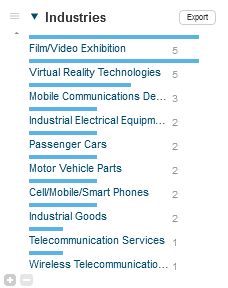 Industries
Export
Film/Video Exhibition 5
Virtual Reality Technologies 5
Mobile Communications De... 3
Industrial Electrical Equipm... 2
Passenger Cars 2
Motor Vehicle Parts 2
Cell/Mobile/Smart Phones 2
Industrial Goods 2
Telecommunication Services 1
Wireless Telecommunicatio... 1